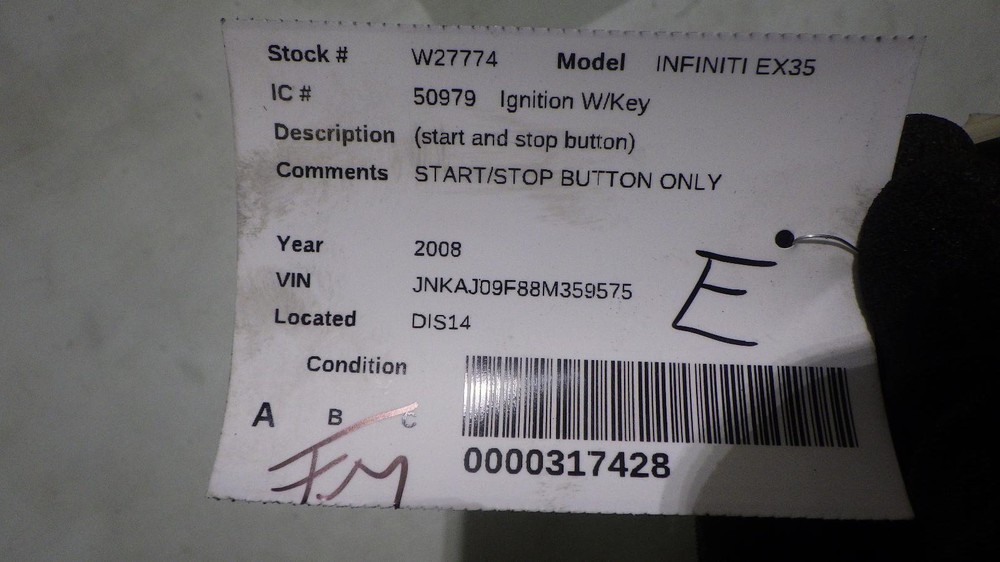 Stock # W27774 Model INFINITI EX35
IC # 50979 Ignition W/Key
Description (start and stop button)
Comments START/STOP BUTTON ONLY
Year 2008
VIN JNKAJ09F88M359575
Located DIS14
E
Condition
A B C
F.M
0000317428